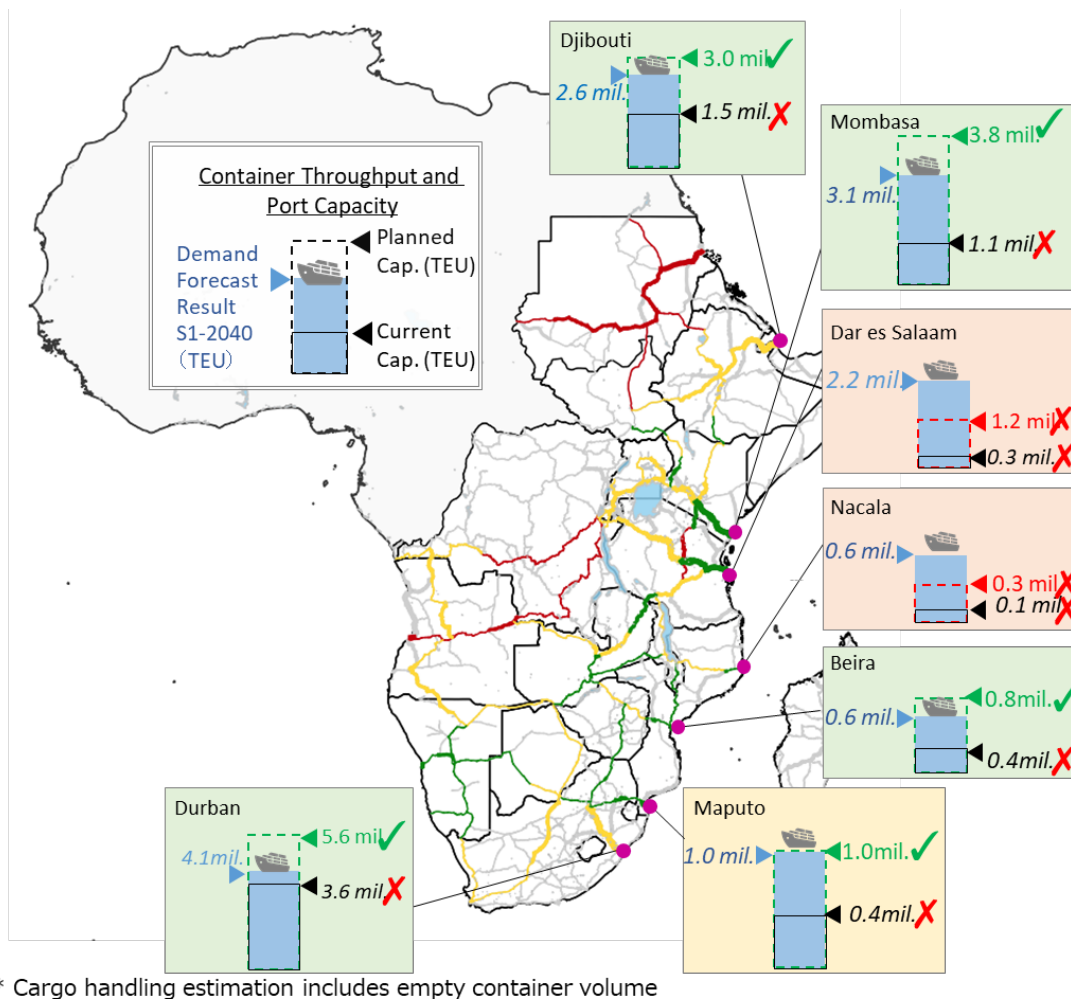 Djibouti
3.0 mil
2.6 mil.
1.5 mil.
Mombasa
3.8 mil.
3.1 mil.
1.1 mil.
Container Throughput and
Port Capacity
Demand
Forecast
Result
S1-2040
（TEU）
Planned
Cap. (TEU)
Current
Cap. (TEU)
Dar es Salaam
2.2 mil.
1.2 mil
0.3 mil.
Nacala
0.6 mil.
0.3 mil
0.1 mil
Beira
0.8mil.
0.6 mil.
0.4mil.
Durban
5.6 mil
4.1mil.
3.6 mil.
Maputo
1.0 mil.
1.0mil.
0.4mil.
* Cargo handling estimation includes empty container volume